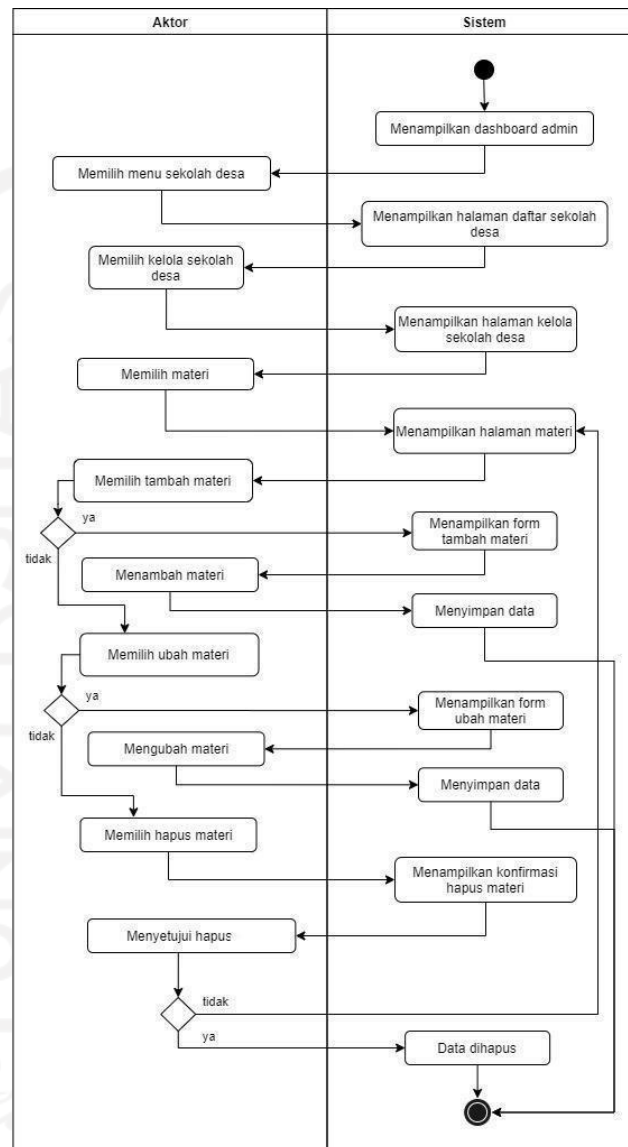 Aktor
Sistem
Menampilkan dashboard admin
Memilih menu sekolah desa
Menampilkan halaman daftar sekolah
desa
Memilih kelola sekolah
desa
Menampilkan halaman kelola
sekolah desa
Memilih materi
Menampilkan halaman materi
Memilih tambah materi
ya
Menampilkan form
tambah materi
tidak
Menambah materi
Menyimpan data
Memilih ubah materi
ya
Menampilkan form
ubah materi
tidak
Mengubah materi
Menyimpan data
Memilih hapus materi
Menampilkan konfirmasi
hapus materi
Menyetujui hapus
tidak
ya
Data dihapus